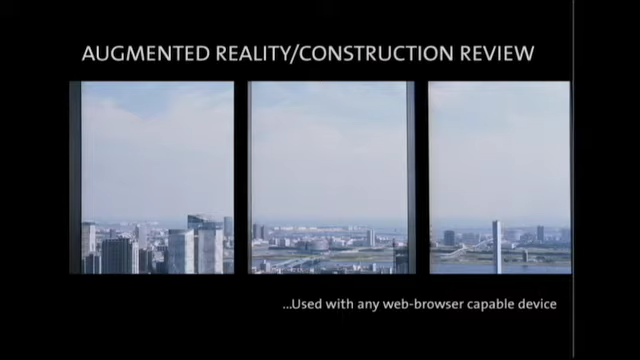 AUGMENTED REALITY/CONSTRUCTION REVIEW
...Used with any web-browser capable device